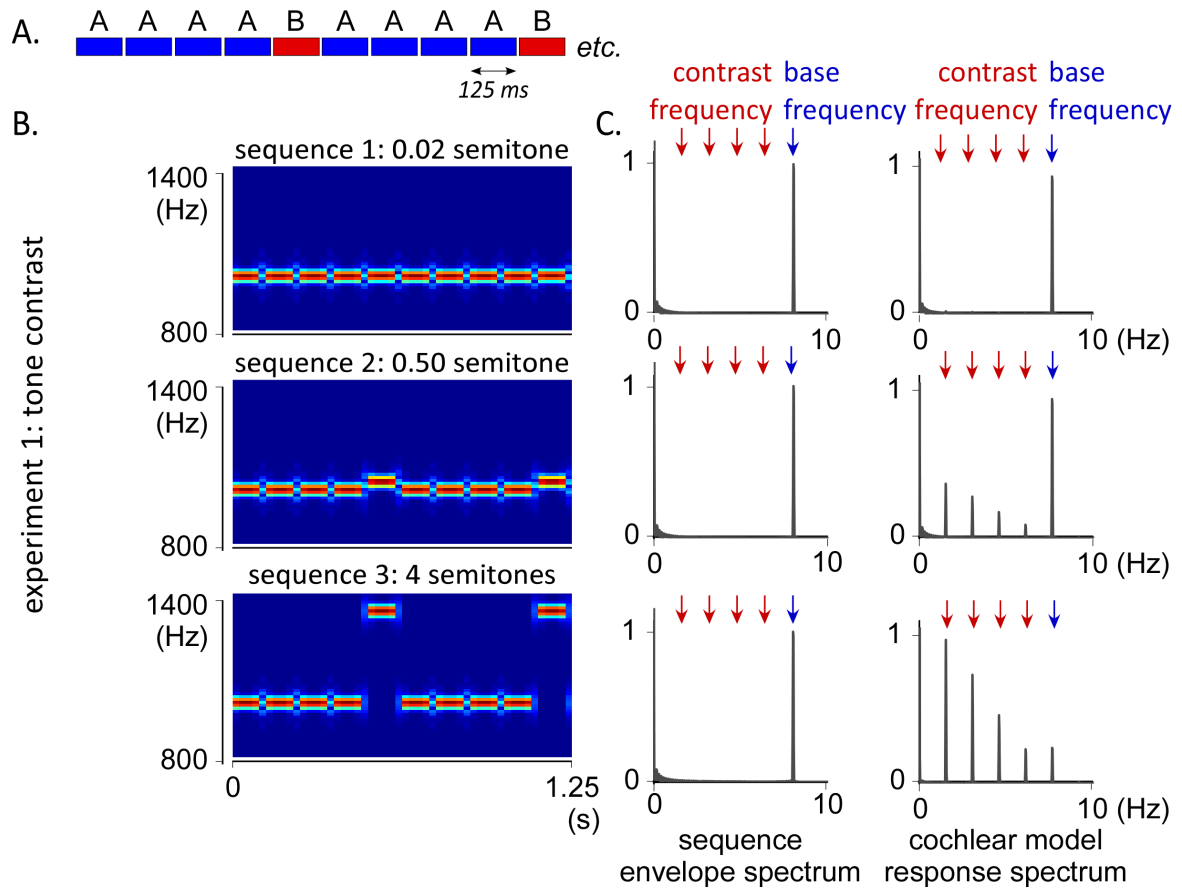 A.
A A A A B A A A A B
etc.
125 ms
B.
experiment 1: tone contrast
sequence 1: 0.02 semitone
1400
(Hz)
800
sequence 2: 0.50 semitone
1400
(Hz)
800
sequence 3: 4 semitones
1400
(Hz)
800
0 1.25
(s)
C.
contrast base contrast base
frequency frequency frequency frequency
1 1
0 0
0 10 0 10 (Hz)
1 1
0 0
0 10 0 10 (Hz)
1 1
0 0
0 10 0 10 (Hz)
sequence cochlear model
envelope spectrum response spectrum